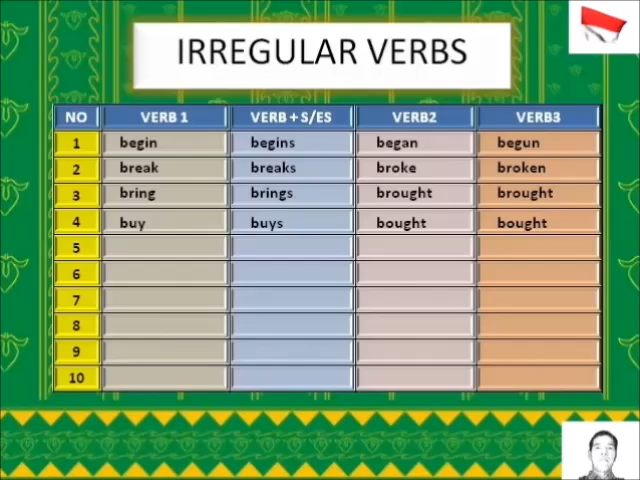 IRREGULAR VERBS
NO VERB 1 VERB + S/ES VERB2 VERB3
1 begin begins began begun
2 break breaks broke broken
3 bring brings brought brought
4 buy buys bought bought
5
6
7
8
9
10